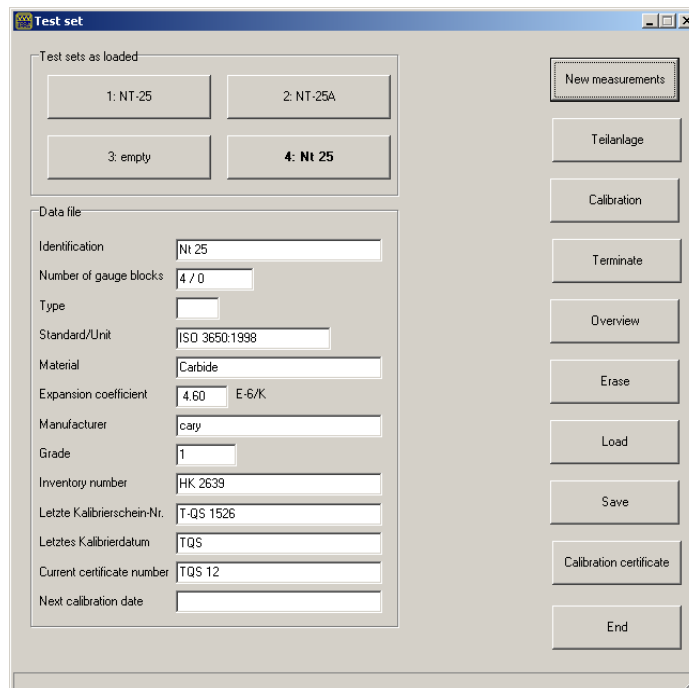 Test set
Test sets as loaded
1: NT-25
2: NT-25A
3: empty
4: Nt 25
Data file
Identification Nt 25
Number of gauge blocks 4 / 0
Type
Standard/Unit ISO 3650:1998
Material Carbide
Expansion coefficient 4.60 E-6/K
Manufacturer cary
Grade 1
Inventory number HK 2639
Letzte Kalibrierschein-Nr. T-QS 1526
Letztes Kalibrierdatum TQS
Current certificate number TQS 12
Next calibration date
New measurements
Teilanlage
Calibration
Terminate
Overview
Erase
Load
Save
Calibration certificate
End